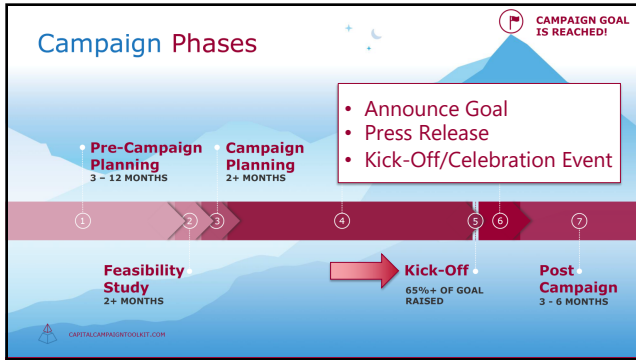 Campaign Phases
CAMPAIGN GOAL
IS REACHED!
• Announce Goal
• Press Release
• Kick-Off/Celebration Event
Pre-Campaign
Planning
3 – 12 MONTHS
Campaign
Planning
2+ MONTHS
1
2
3
4
5
6
7
Feasibility
Study
2+ MONTHS
Kick-Off
65%+ OF GOAL
RAISED
Post
Campaign
3 - 6 MONTHS
CAPITALCAMPAIGNTOOLKIT.COM